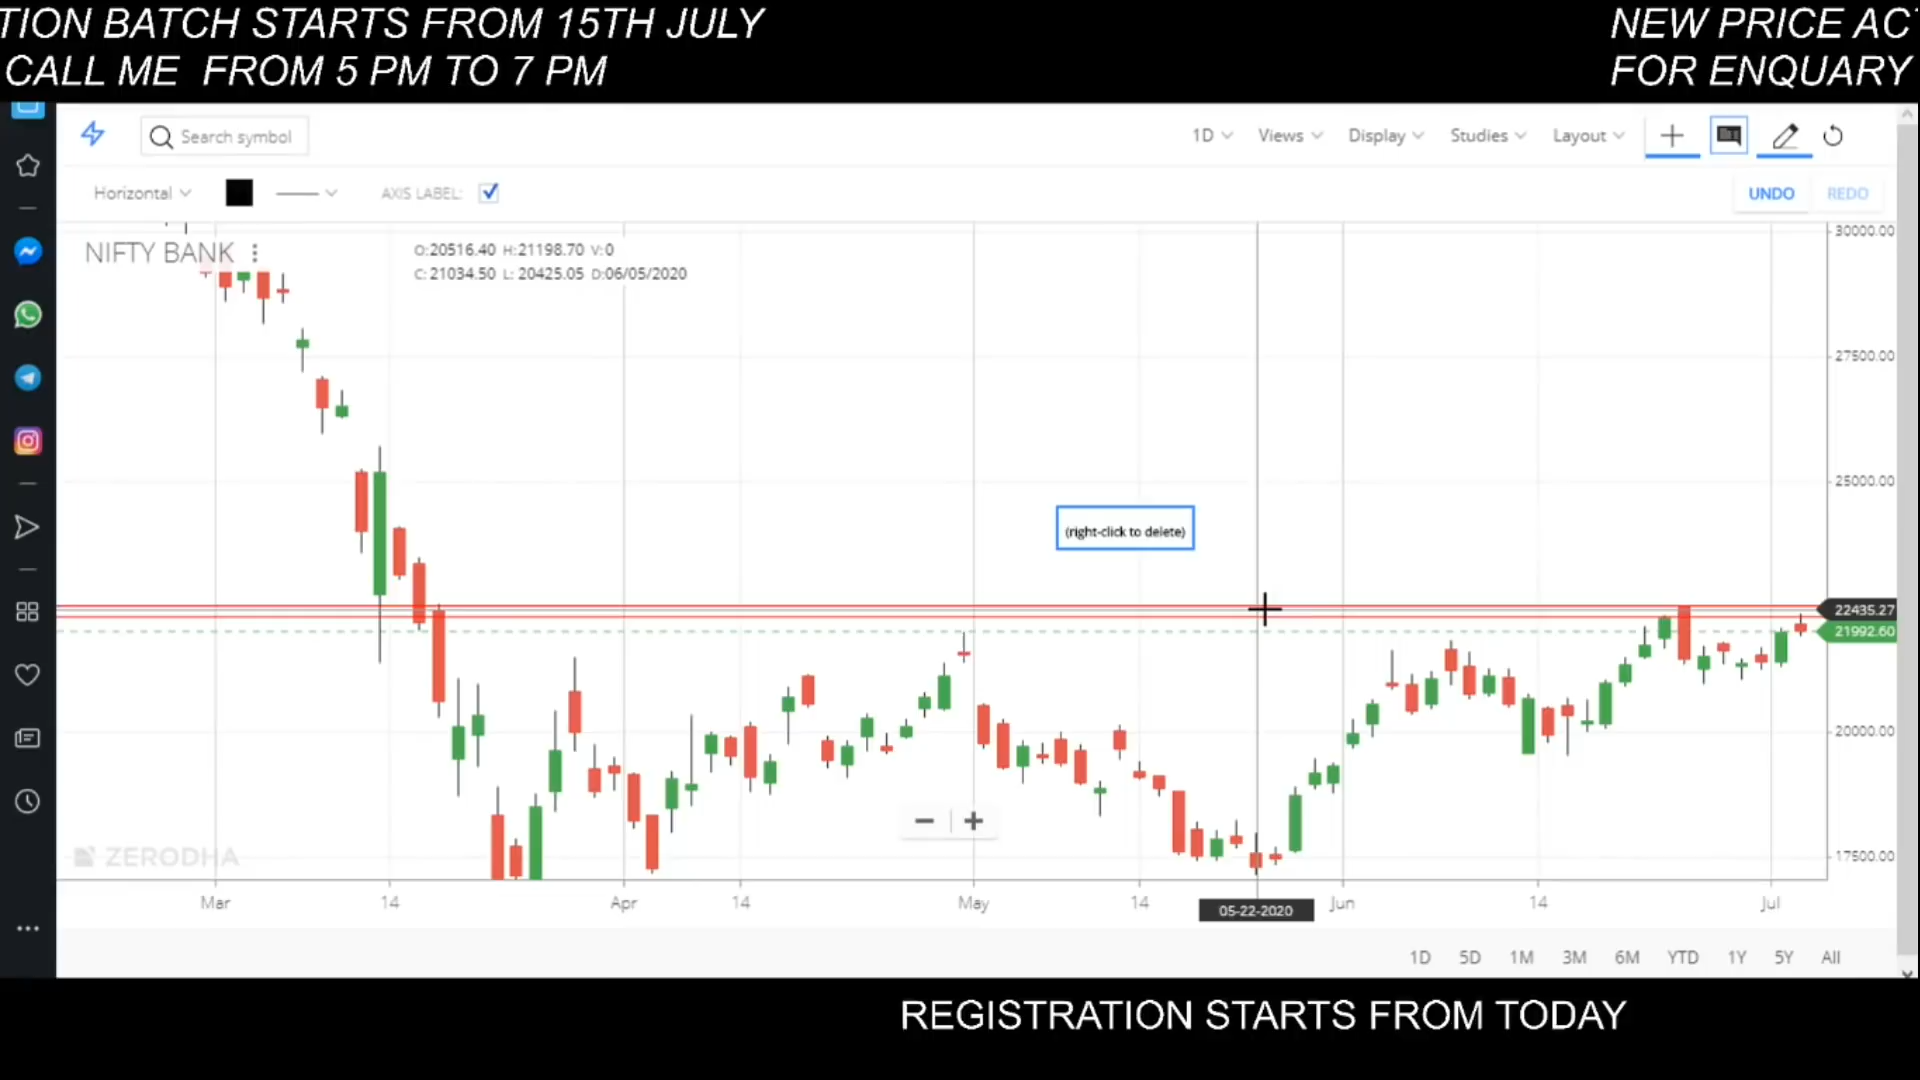 TION BATCH STARTS FROM 15TH JULY
CALL ME FROM 5 PM TO 7 PM
NEW PRICE AC
FOR ENQUARY
Search symbol
1D
Views
Display
Studies
Layout
Horizontal
AXIS LABEL:
UNDO
REDO
NIFTY BANK
O:20516.40 H:21198.70 V:0
C:21034.50 L: 20425.05 D:06/05/2020
30000.00
27500.00
25000.00
(right-click to delete)
22435.27
21992.60
20000.00
17500.00
ZERODHA
Mar
14
Apr
14
May
14
05-22-2020
Jun
14
Jul
1D 5D 1M 3M 6M YTD 1Y 5Y All
REGISTRATION STARTS FROM TODAY